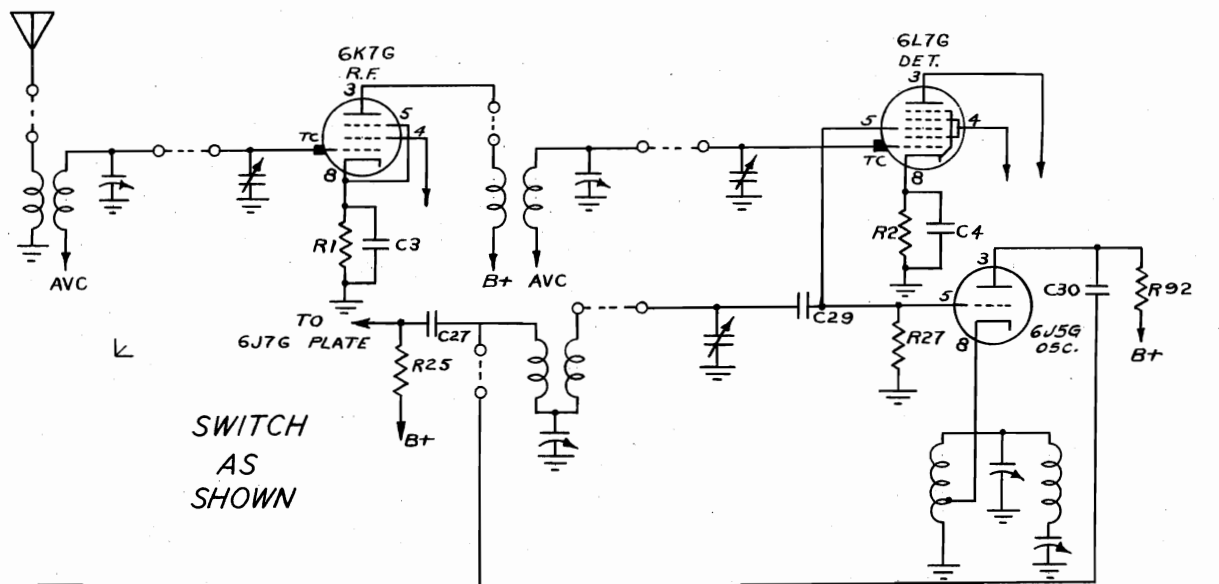 6K7G
R.F.
3
5
4
TC
8
R1
C3
AVC
B+
AVC
6L7G
DET.
3
5
4
TC
8
R2
C4
3
5
8
C30
R92
6J5G
OSC.
B+
C29
R27
TO
6J7G PLATE
C27
R25
B+
SWITCH
AS
SHOWN